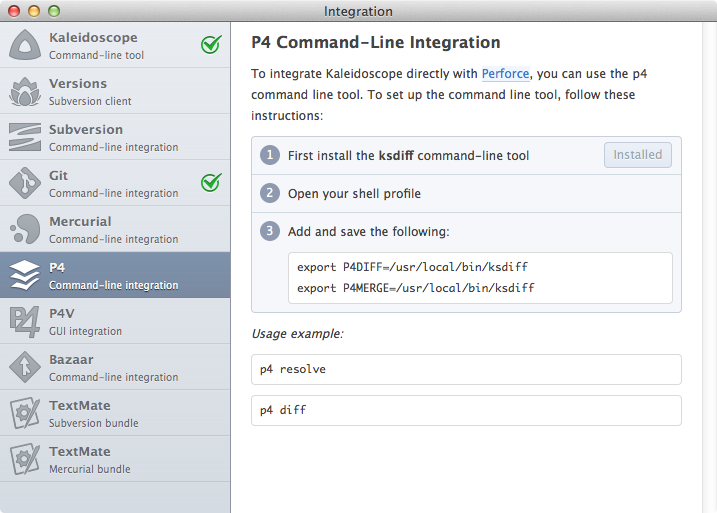 Integration
Kaleidoscope
Command-line tool
Versions
Subversion client
Subversion
Command-line integration
Git
Command-line integration
Mercurial
Command-line integration
P4
Command-line integration
P4V
GUI integration
Bazaar
Command-line integration
TextMate
Subversion bundle
TextMate
Mercurial bundle
P4 Command-Line Integration
To integrate Kaleidoscope directly with Perforce, you can use the p4
command line tool. To set up the command line tool, follow these
instructions:
1 First install the ksdiff command-line tool Installed
2 Open your shell profile
3 Add and save the following:
export P4DIFF=/usr/local/bin/ksdiff
export P4MERGE=/usr/local/bin/ksdiff
Usage example:
p4 resolve
p4 diff